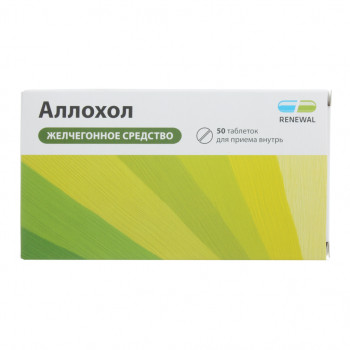 Аллохол
RENEWAL
ЖЕЛЧЕГОННОЕ СРЕДСТВО
50 таблеток
для приема внутрь